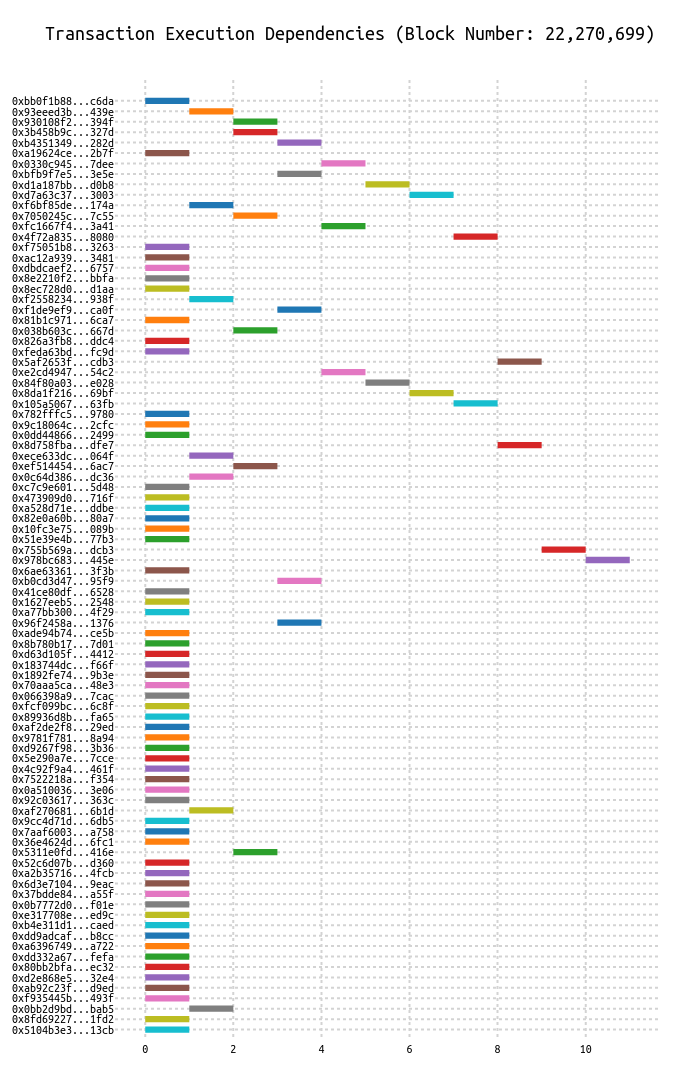 Transaction Execution Dependencies (Block Number: 22,270,699)
0xbb0f1b88...c6da
0x93eeed3b...439e
0x930108f2...394f
0x3b458b9c...327d
0xb4351349...282d
0xa19624ce...2b7f
0x0330c945...7dee
0xbfb9f7e5...3e5e
0xd1a187bb...d0b8
0xd7a63c37...3003
0xf6bf85de...174a
0x7050245c...7c55
0xfc1667f4...3a41
0x4f72a835...8080
0xf75051b8...3263
0xac12a939...3481
0xdbdcaef2...6757
0x8e2210f2...bbfa
0x8ec728d0...d1aa
0xf2558234...938f
0xf1de9ef9...ca0f
0x81b1c971...6ca7
0x038b603c...667d
0x826a3fb8...ddc4
0xfeda63bd...fc9d
0x5af2653f...cdb3
0xe2cd4947...54c2
0x84f80a03...e028
0x8da1f216...69bf
0x105a5067...63fb
0x782fffc5...9780
0x9c18064c...2cfc
0x0dd44866...2499
0x8d758fba...dfe7
0xece633dc...064f
0xef514454...6ac7
0x0c64d386...dc36
0xc7c9e601...5d48
0x473909d0...716f
0xa528d71e...ddbe
0x82e0a60b...80a7
0x10fc3e75...089b
0x51e39e4b...77b3
0x755b569a...dcb3
0x978bc683...445e
0x6ae63361...3f3b
0xb0cd3d47...95f9
0x41ce80df...6528
0x1627eeb5...2548
0xa77bb300...4f29
0x96f2458a...1376
0xade94b74...ce5b
0x8b780b17...7d01
0xd63d105f...4412
0x183744dc...f66f
0x1892fe74...9b3e
0x70aaa5ca...48e3
0x066398a9...7cac
0xfcf099bc...6c8f
0x89936d8b...fa65
0xaf2de2f8...29ed
0x9781f781...8a94
0xd9267f98...3b36
0x5e290a7e...7cce
0x4c92f9a4...461f
0x7522218a...f354
0x0a510036...3e06
0x92c03617...363c
0xaf270681...6b1d
0x9cc4d71d...6db5
0x7aaf6003...a758
0x36e4624d...6fc1
0x5311e0fd...416e
0x52c6d07b...d360
0xa2b35716...4fcb
0x6d3e7104...9eac
0x37bdde84...a55f
0x0b7772d0...f01e
0xe317708e...ed9c
0xb4e311d1...caed
0xdd9adcaf...b8cc
0xa6396749...a722
0xdd332a67...fefa
0x80bb2bfa...ec32
0xd2e868e5...32e4
0xab92c23f...d9ed
0xf935445b...493f
0x0bb2d9bd...bab5
0x8fd69227...1fd2
0x5104b3e3...13cb
0 2 4 6 8 10